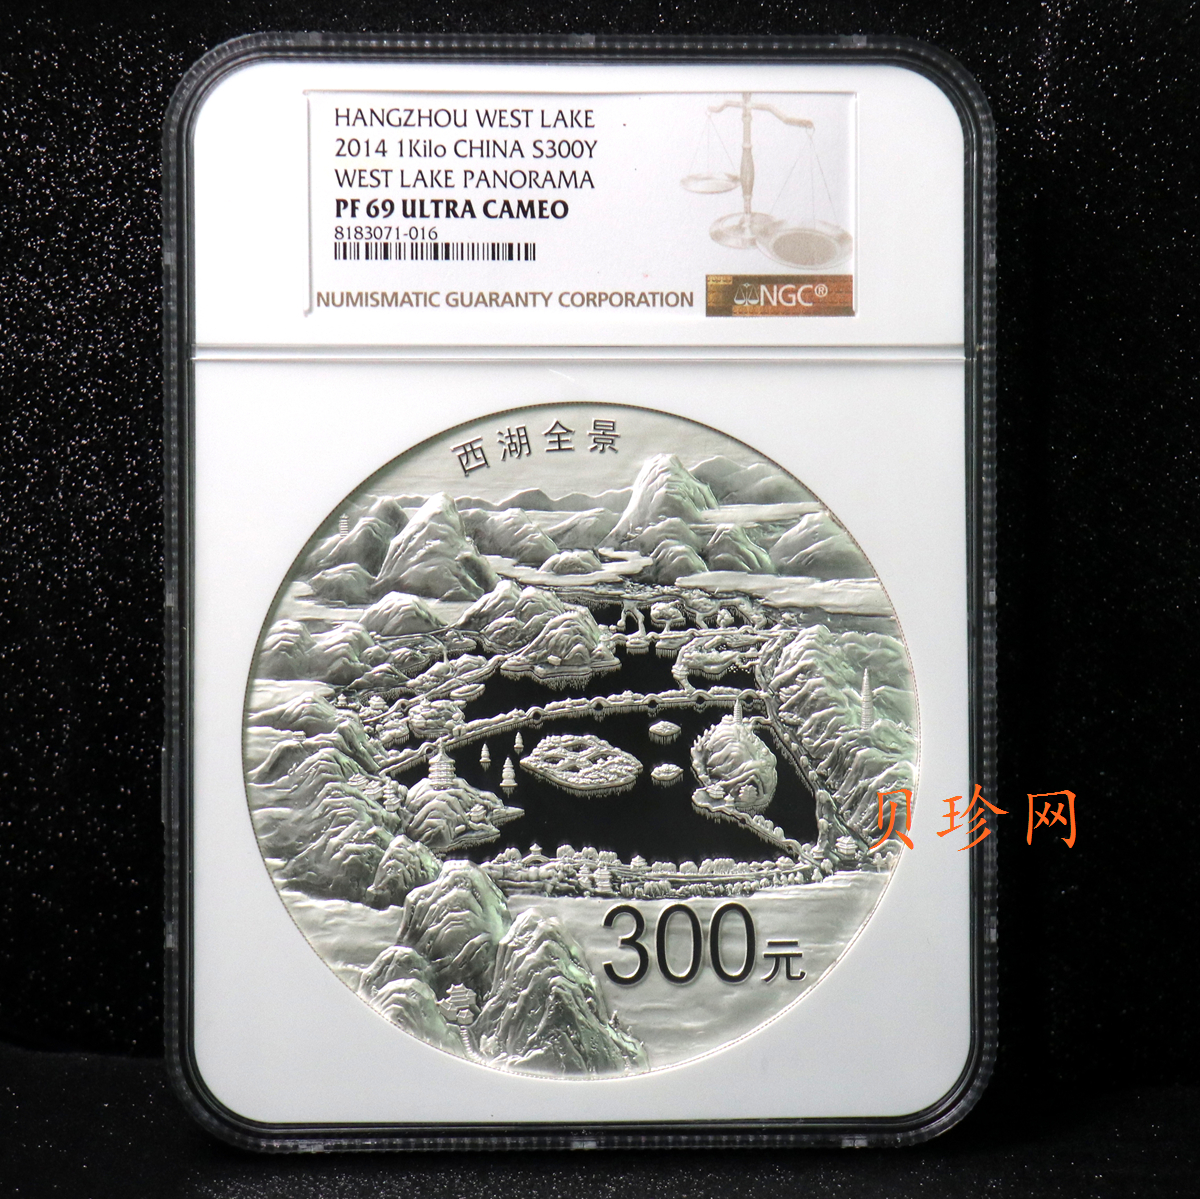 HANGZHOU WEST LAKE
2014 1Kilo CHINA S300Y
WEST LAKE PANORAMA
PF 69 ULTRA CAMEO
8183071-016
NUMISMATIC GUARANTY CORPORATION
NGC®
西湖全景
贝珍网
300元